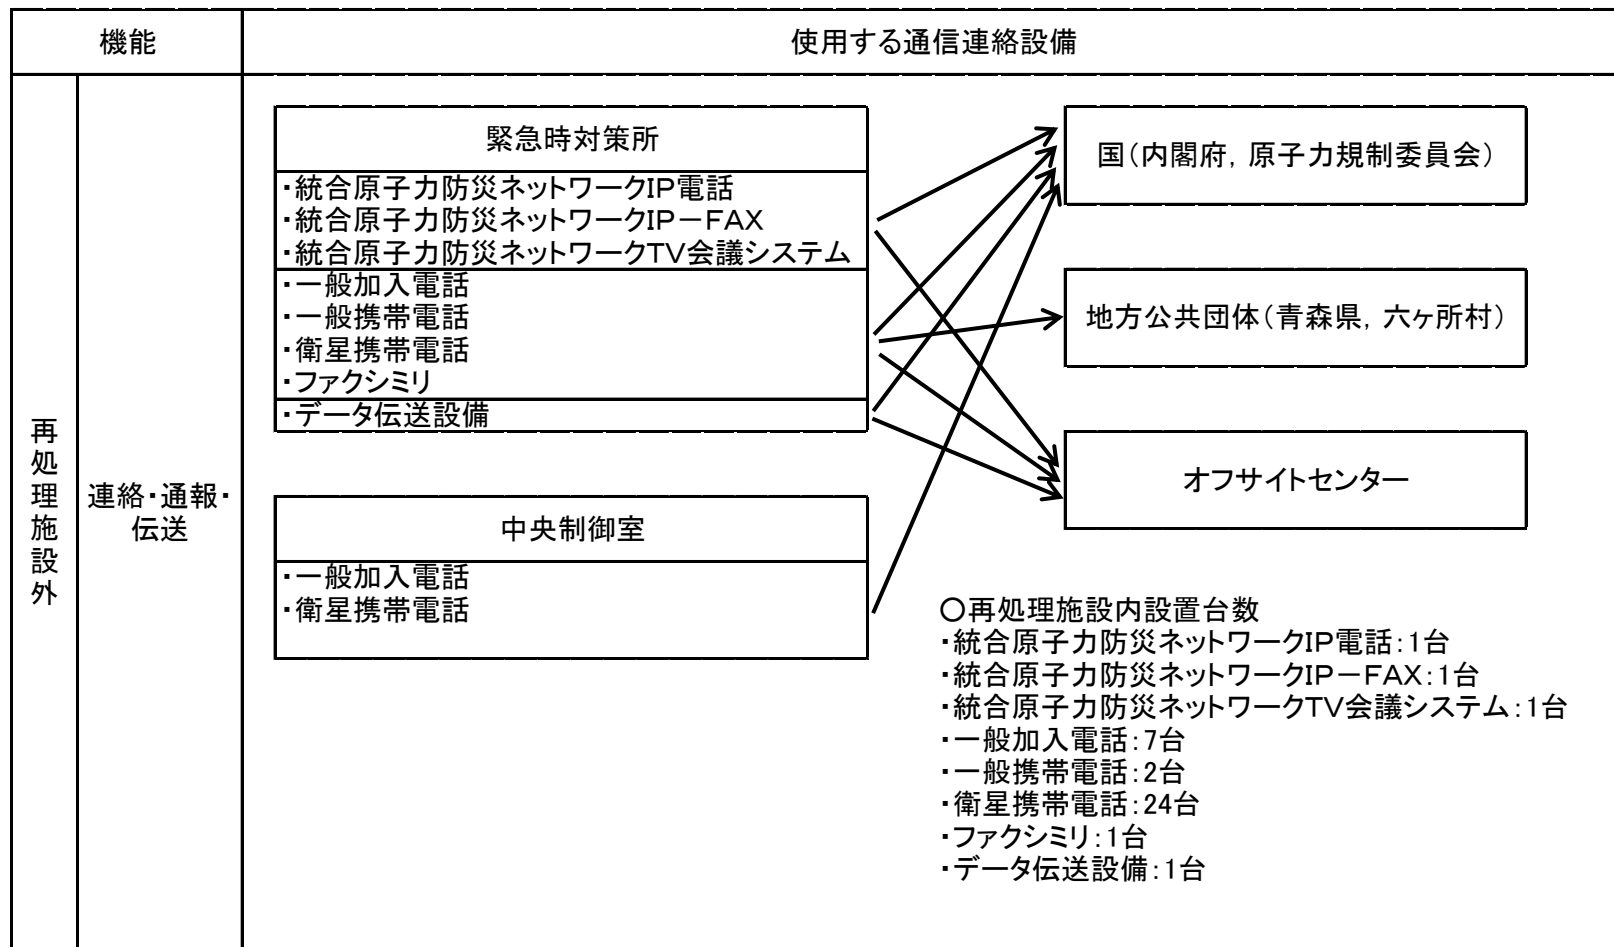 機能
使用する通信連絡設備
再処理施設外
連絡・通報・
伝送
緊急時対策所
・統合原子力防災ネットワークIP電話
・統合原子力防災ネットワークIP－FAX
・統合原子力防災ネットワークTV会議システム
・一般加入電話
・一般携帯電話
・衛星携帯電話
・ファクシミリ
・データ伝送設備
中央制御室
・一般加入電話
・衛星携帯電話
国（内閣府，原子力規制委員会）
地方公共団体（青森県，六ヶ所村）
オフサイトセンター
○再処理施設内設置台数
・統合原子力防災ネットワークIP電話：1台
・統合原子力防災ネットワークIP－FAX：1台
・統合原子力防災ネットワークTV会議システム：1台
・一般加入電話：7台
・一般携帯電話：2台
・衛星携帯電話：24台
・ファクシミリ：1台
・データ伝送設備：1台